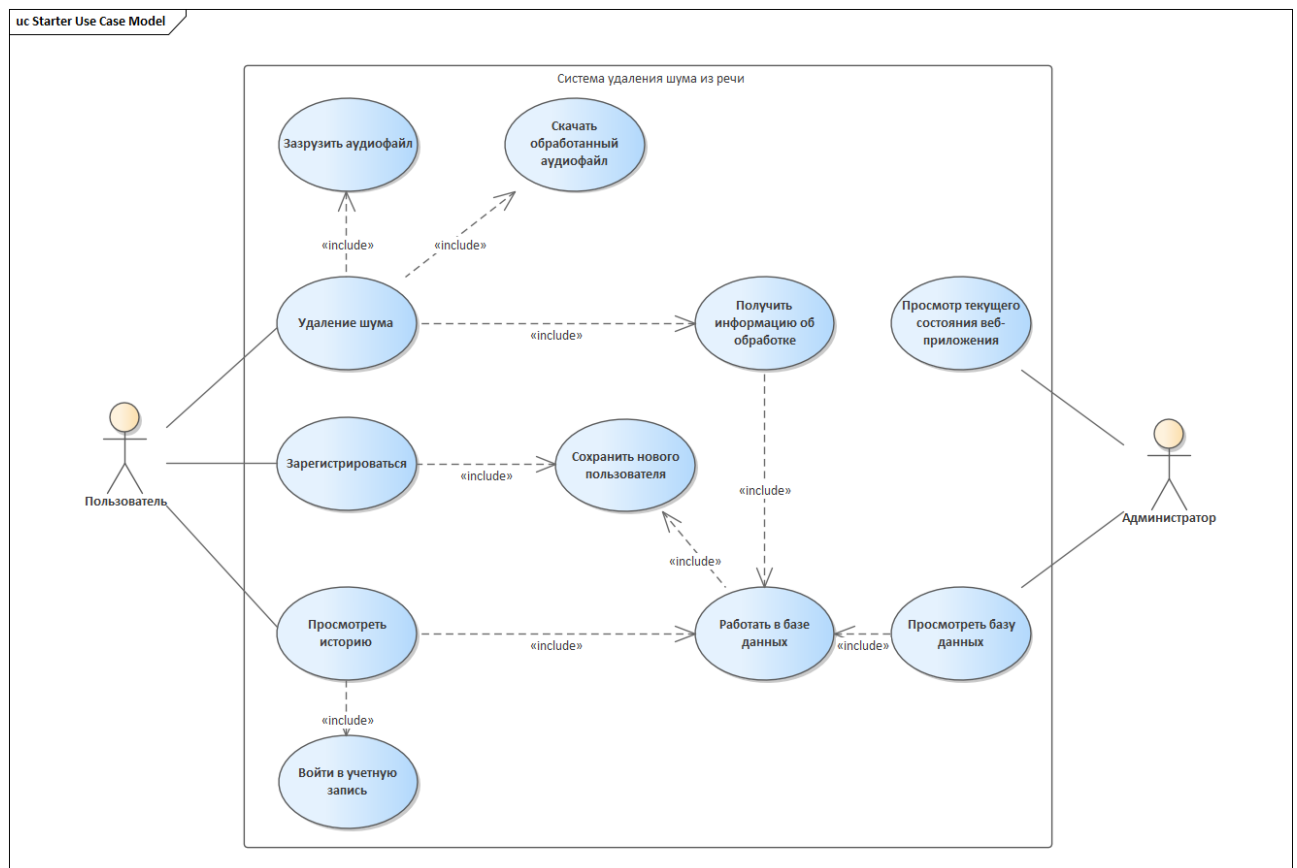 uc Starter Use Case Model
Система удаления шума из речи
Зазрузить аудиофайл
Скачать
обработанный
аудиофайл
«include»
«include»
Удаление шума
«include»
Получить
информацию об
обработке
Просмотр текущего
состояния веб-
приложения
Пользователь
Зарегистрироваться
«include»
Сохранить нового
пользователя
«include»
Администратор
«include»
Просмотреть
историю
«include»
Работать в базе
данных
«include»
Просмотреть базу
данных
«include»
Войти в учетную
запись